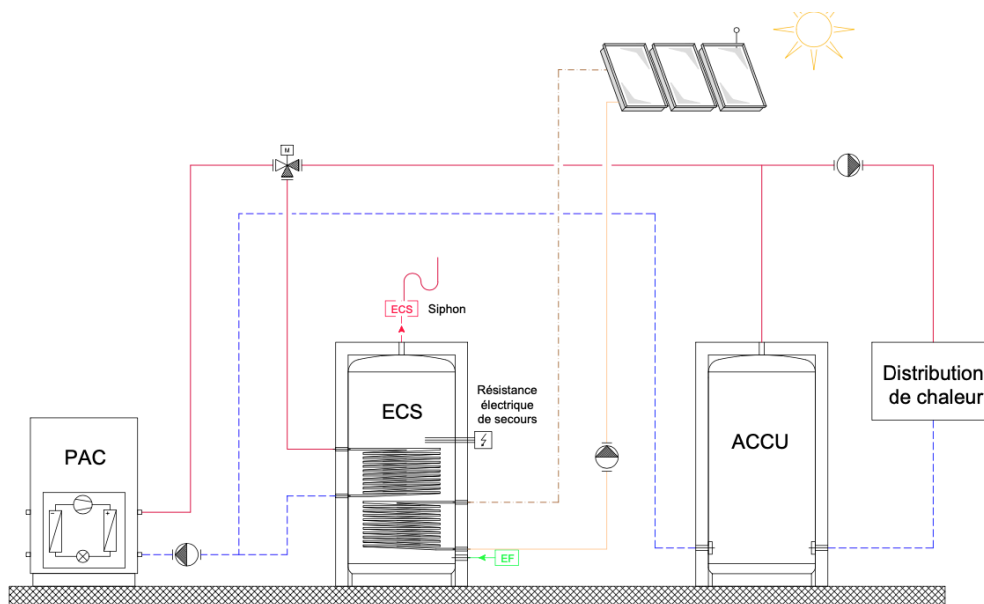 M
ECS
Siphon
Résistance
électrique
de secours
ECS
PAC
ACCU
Distribution
de chaleur
EF